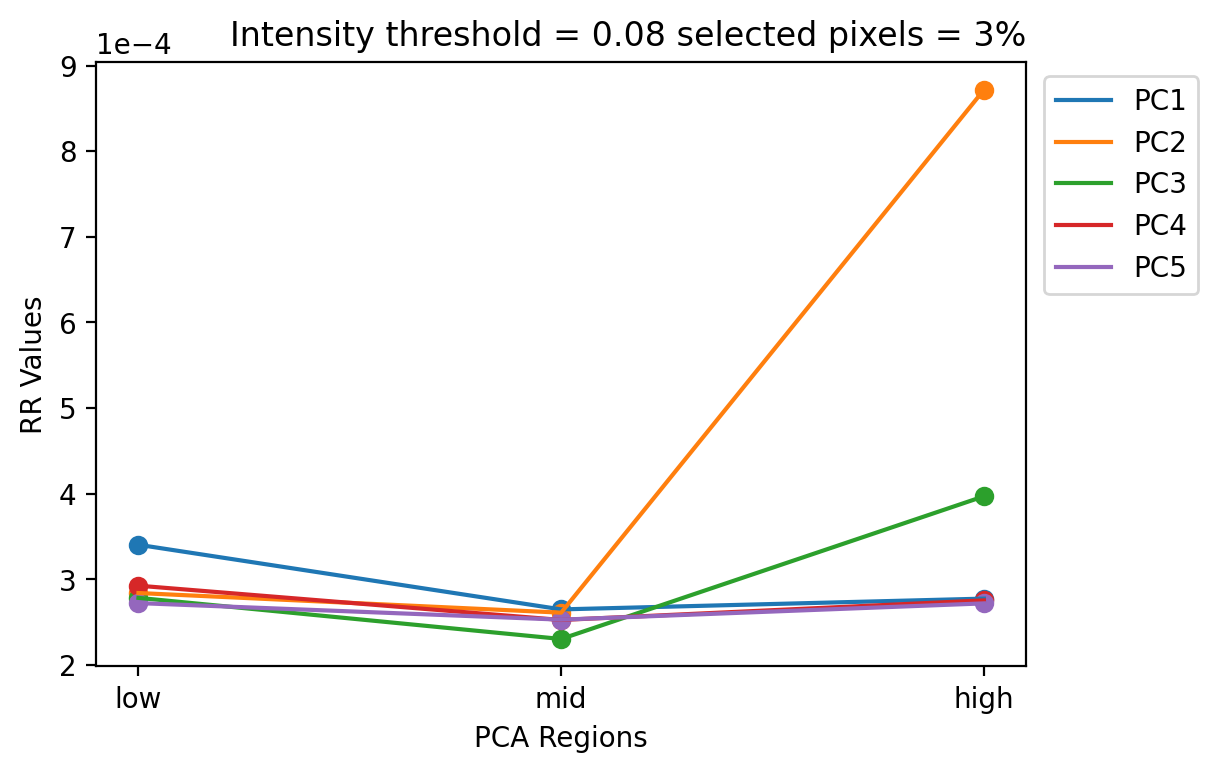 Intensity threshold = 0.08 selected pixels = 3%
1e−4
9
8
7
6
5
4
3
2
RR Values
low mid high
PCA Regions
PC1
PC2
PC3
PC4
PC5